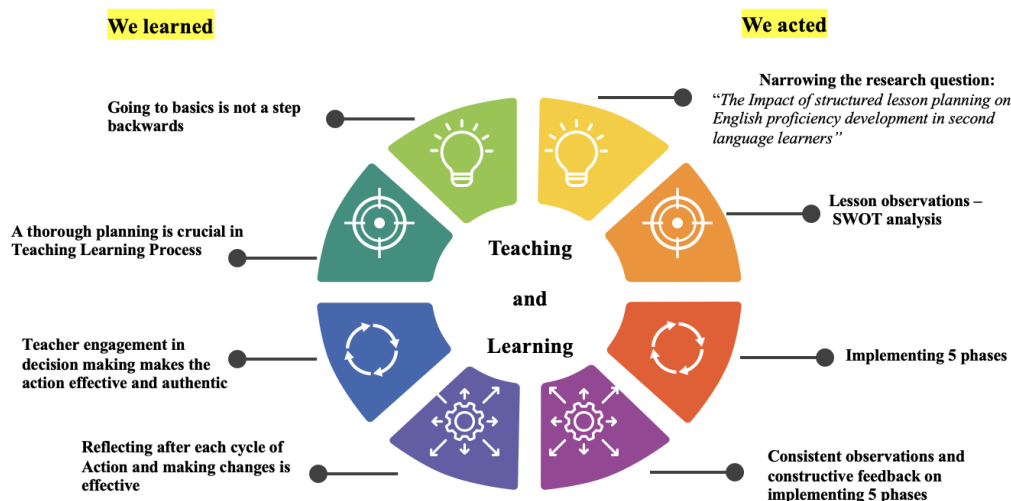 We learned
We acted
Going to basics is not a step
backwards
Narrowing the research question:
“The Impact of structured lesson planning on
English proficiency development in second
language learners”
A thorough planning is crucial in
Teaching Learning Process
Lesson observations –
SWOT analysis
Teaching
and
Learning
Teacher engagement in
decision making makes the
action effective and authentic
Implementing 5 phases
Reflecting after each cycle of
Action and making changes is
effective
Consistent observations and
constructive feedback on
implementing 5 phases